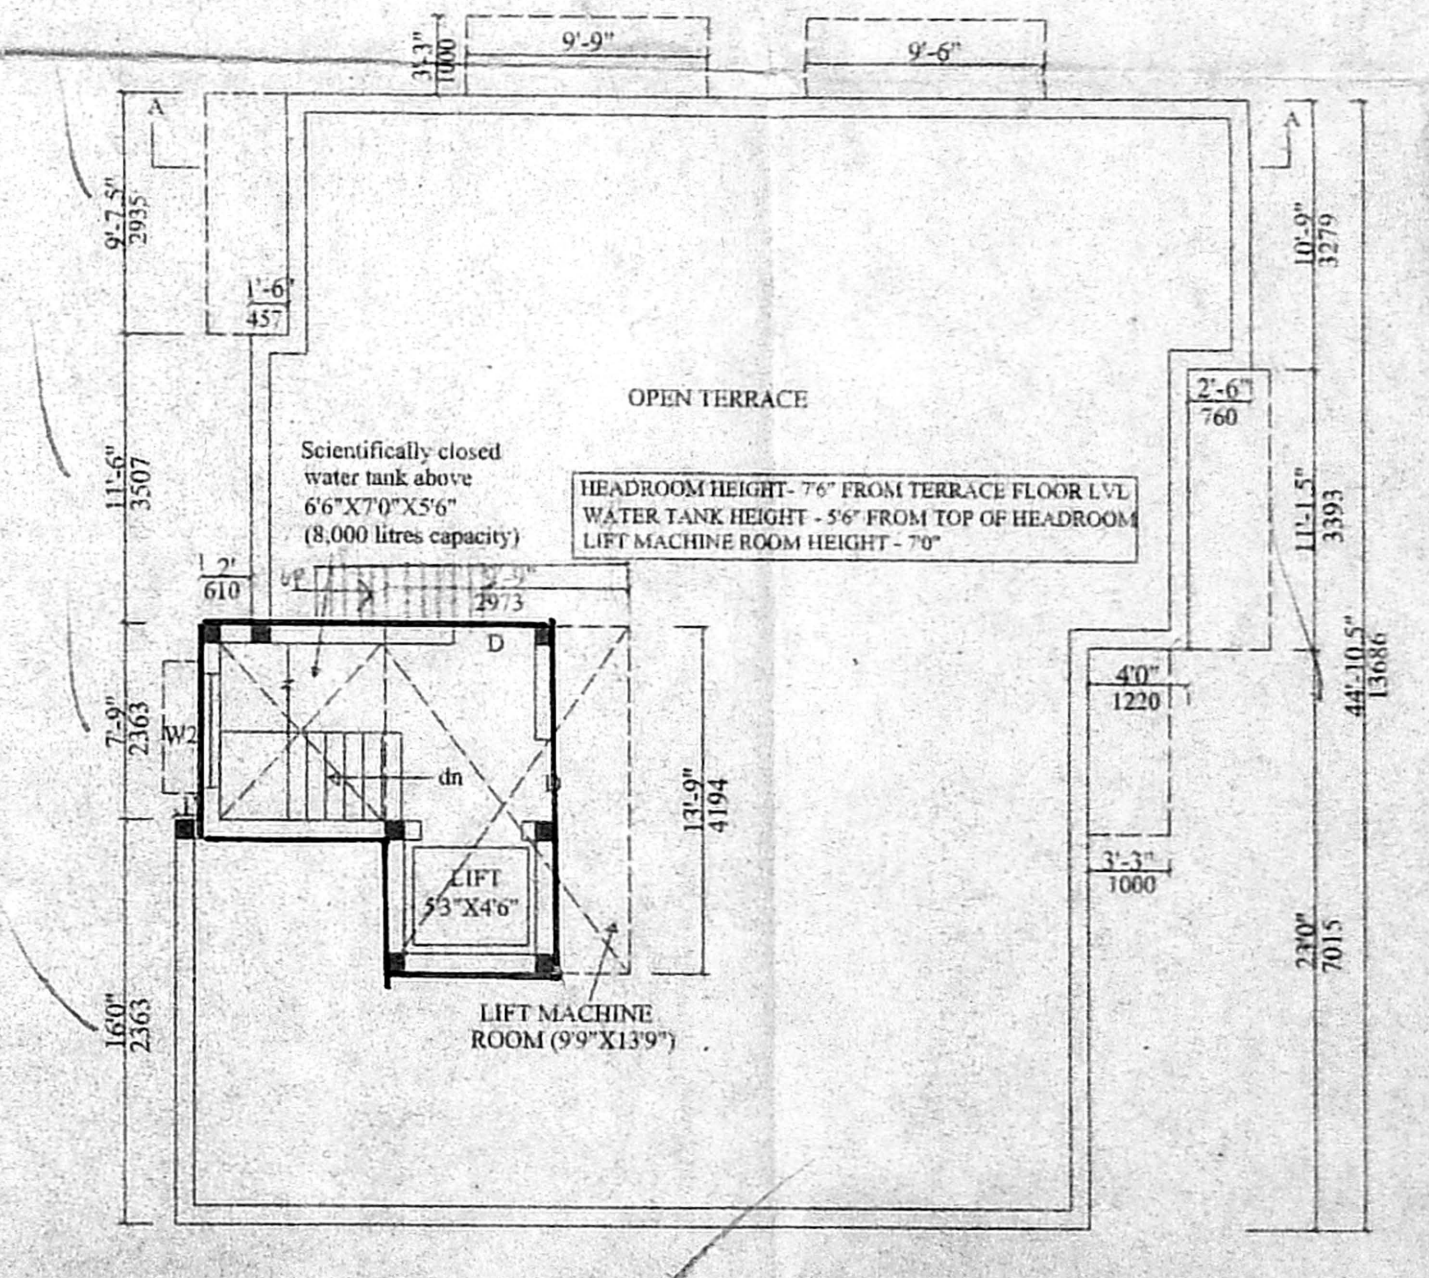 3'-3"
1000
9'-9"
9'-6"
A
A
9'-7.5"
2935
10'-9"
3279
1'-6"
457
OPEN TERRACE
2'-6"
760
Scientifically closed
water tank above
6'6"X7'0"X5'6"
(8,000 litres capacity)
HEADROOM HEIGHT- 7'6" FROM TERRACE FLOOR LVL
WATER TANK HEIGHT - 5'6" FROM TOP OF HEADROOM
LIFT MACHINE ROOM HEIGHT - 7'0"
11'-6"
3507
11'-1.5"
3393
2'
610
UP
2973
D
44'-10.5"
13686
4'0"
1220
7'-9"
2363
W2
dn
D
13'-9"
4194
LIFT
5'3"X4'6"
3'-3"
1000
23'0"
7015
16'0"
2363
LIFT MACHINE
ROOM (9'9"X13'9")